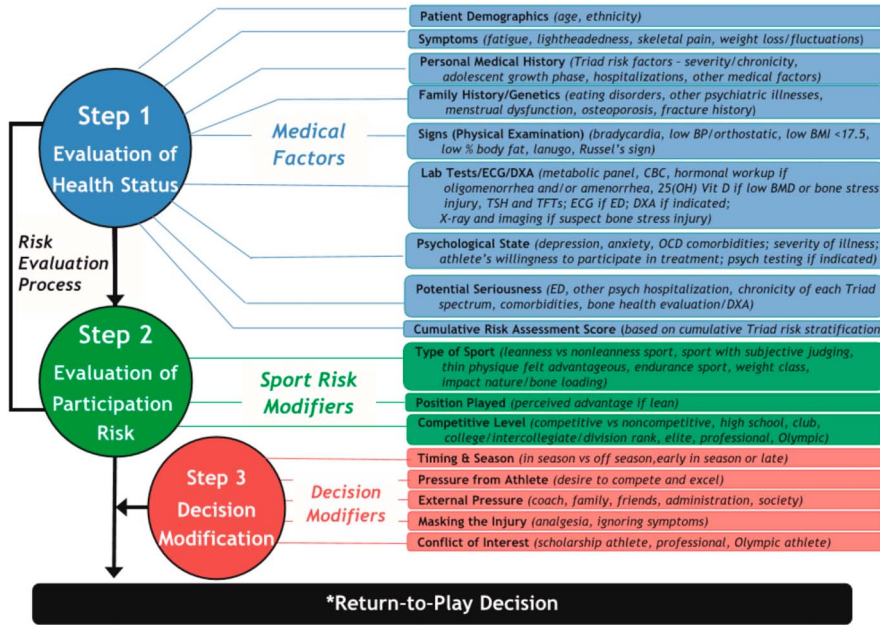 Step 1
Evaluation of
Health Status
Risk
Evaluation
Process
Medical
Factors
Patient Demographics (age, ethnicity)
Symptoms (fatigue, lightheadedness, skeletal pain, weight loss/fluctuations)
Personal Medical History (Triad risk factors – severity/chronicity,
adolescent growth phase, hospitalizations, other medical factors)
Family History/Genetics (eating disorders, other psychiatric illnesses,
menstrual dysfunction, osteoporosis, fracture history)
Signs (Physical Examination) (bradycardia, low BP/orthostatic, low BMI <17.5,
low % body fat, lanugo, Russel's sign)
Lab Tests/ECG/DXA (metabolic panel, CBC, hormonal workup if
oligomenorrhea and/or amenorrhea, 25(OH) Vit D if low BMD or bone stress
injury, TSH and TFTs; ECG if ED; DXA if indicated;
X-ray and imaging if suspect bone stress injury)
Psychological State (depression, anxiety, OCD comorbidities; severity of illness;
athlete's willingness to participate in treatment; psych testing if indicated)
Potential Seriousness (ED, other psych hospitalization, chronicity of each Triad
spectrum, comorbidities, bone health evaluation/DXA)
Cumulative Risk Assessment Score (based on cumulative Triad risk stratification
Step 2
Evaluation of
Participation
Risk
Sport Risk
Modifiers
Type of Sport (leanness vs nonleanness sport, sport with subjective judging,
thin physique felt advantageous, endurance sport, weight class,
impact nature/bone loading)
Position Played (perceived advantage if lean)
Competitive Level (competitive vs noncompetitive, high school, club,
college/intercollegiate/division rank, elite, professional, Olympic)
Step 3
Decision
Modification
Decision
Modifiers
Timing & Season (in season vs off season,early in season or late)
Pressure from Athlete (desire to compete and excel)
External Pressure (coach, family, friends, administration, society)
Masking the Injury (analgesia, ignoring symptoms)
Conflict of Interest (scholarship athlete, professional, Olympic athlete)
*Return-to-Play Decision